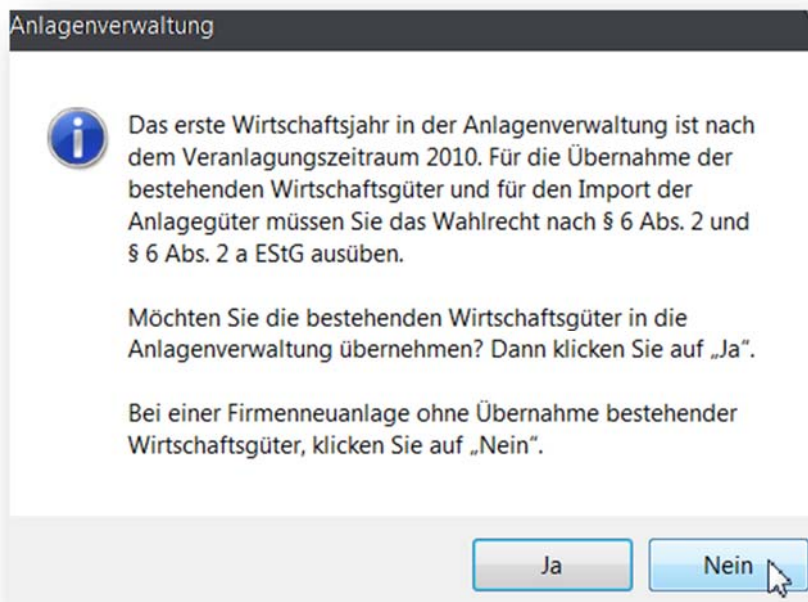 Anlagenverwaltung
Das erste Wirtschaftsjahr in der Anlagenverwaltung ist nach
dem Veranlagungszeitraum 2010. Für die Übernahme der
bestehenden Wirtschaftsgüter und für den Import der
Anlagegüter müssen Sie das Wahlrecht nach § 6 Abs. 2 und
§ 6 Abs. 2 a EStG ausüben.
Möchten Sie die bestehenden Wirtschaftsgüter in die
Anlagenverwaltung übernehmen? Dann klicken Sie auf „Ja“.
Bei einer Firmenneuanlage ohne Übernahme bestehender
Wirtschaftsgüter, klicken Sie auf „Nein“.
Ja Nein